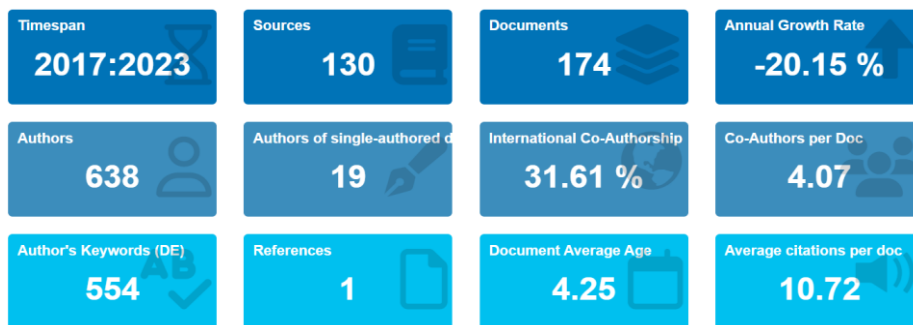 Timespan
2017:2023
Sources
130
Documents
174
Annual Growth Rate
-20.15 %
Authors
638
Authors of single-authored d
19
International Co-Authorship
31.61 %
Co-Authors per Doc
4.07
Author's Keywords (DE)
AB
554
References
1
Document Average Age
4.25
Average citations per doc
10.72